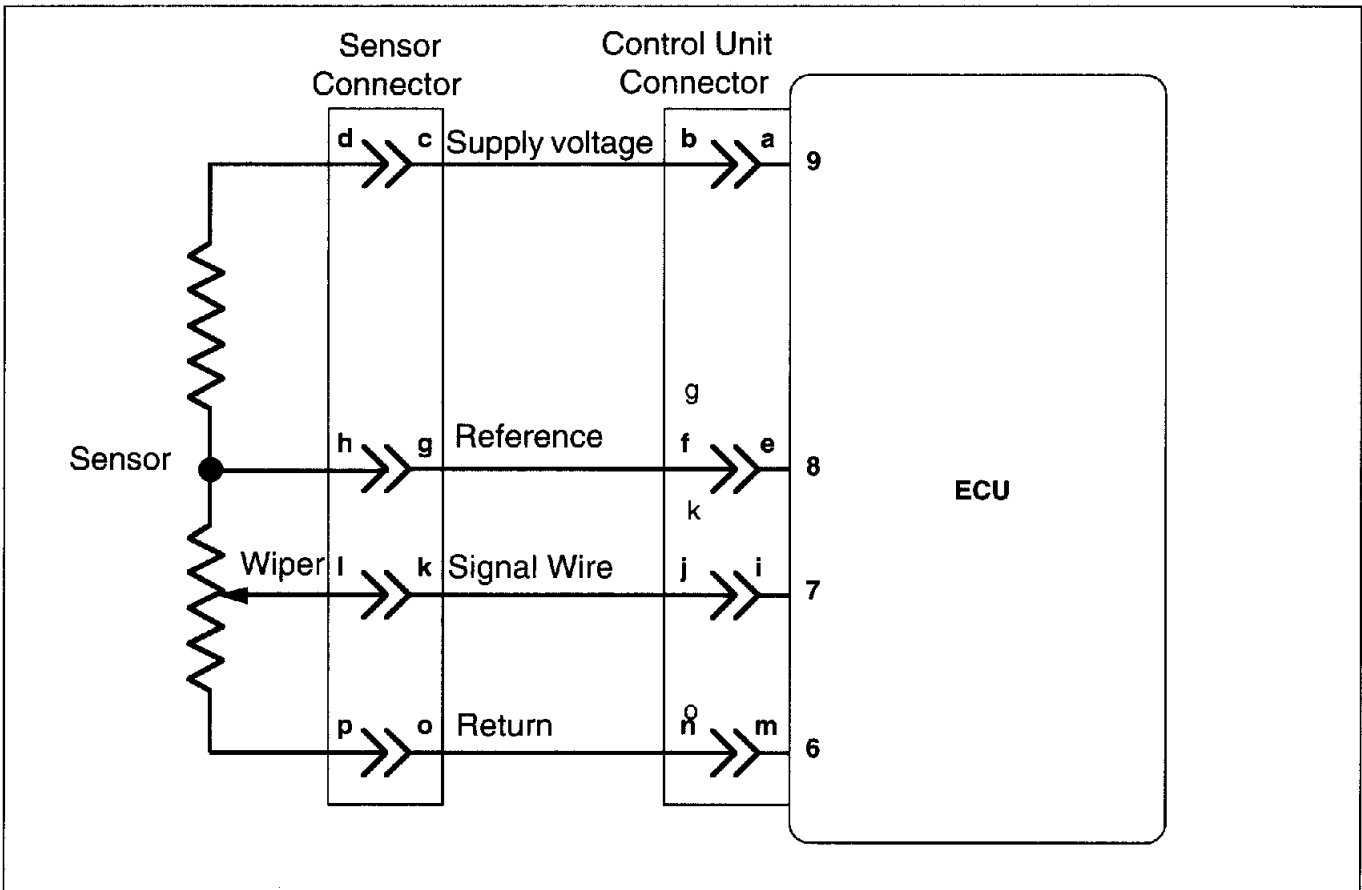 Sensor
Connector
Control Unit
Connector
d c Supply voltage b a 9
g
h g Reference f e 8
Sensor
ECU
k
Wiper l k Signal Wire j i 7
o
p o Return n m 6